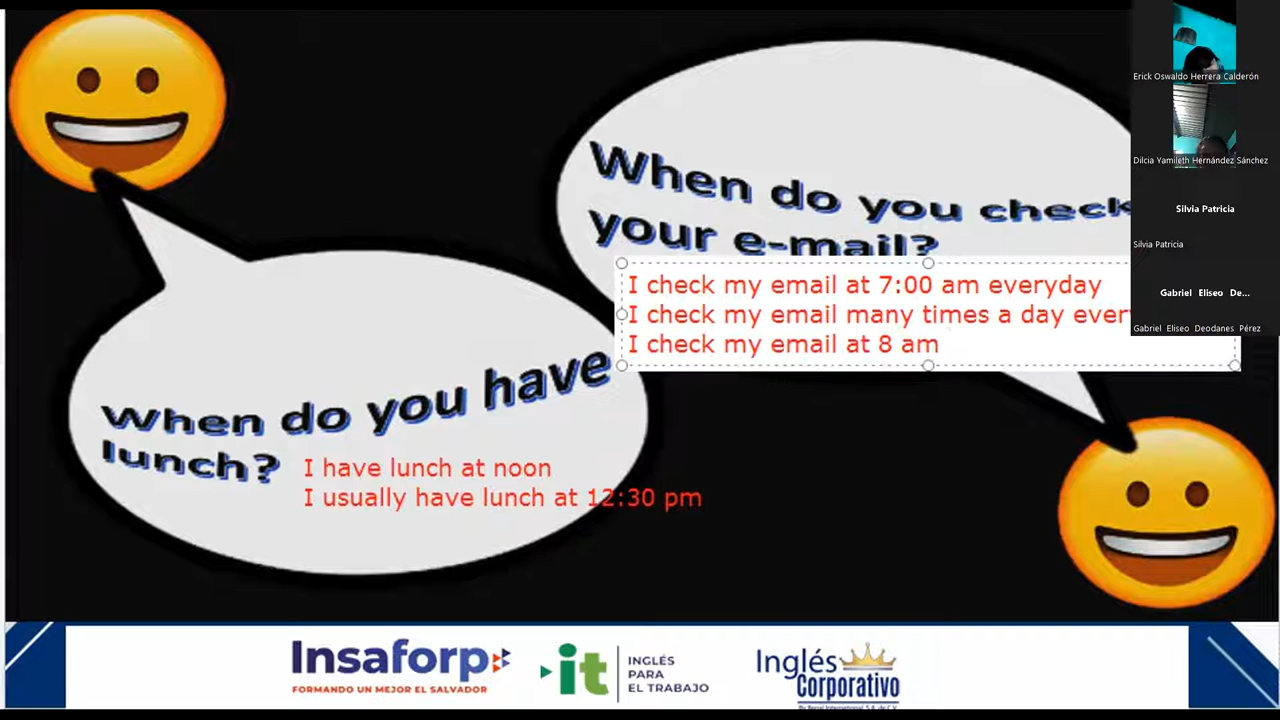 When do you check
your e-mail?
I check my email at 7:00 am everyday
I check my email many times a day
I check my email at 8 am
When do you have
lunch?
I have lunch at noon
I usually have lunch at 12:30 pm
Erick Oswaldo Herrera Calderón
Dilcia Yamileth Hernández Sánchez
Silvia Patricia
Silvia Patricia
Gabriel Eliseo De...
Gabriel Eliseo Deodanes Pérez
Insaforp
FORMANDO UN MEJOR EL SALVADOR
it
INGLÉS
PARA
EL TRABAJO
Inglés
Corporativo